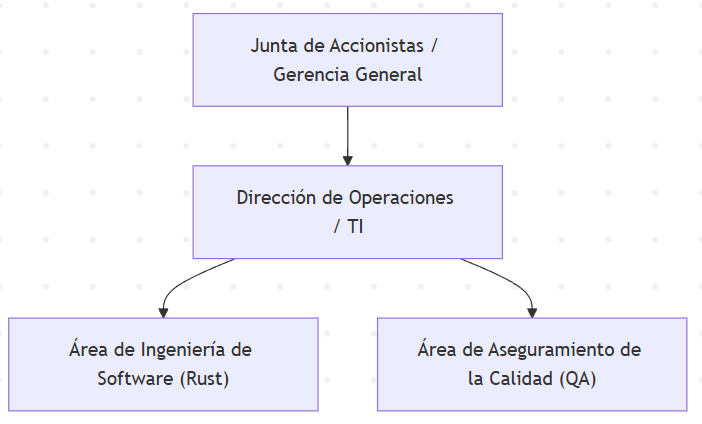 Junta de Accionistas /
Gerencia General
Dirección de Operaciones
/ TI
Área de Ingeniería de
Software (Rust)
Área de Aseguramiento de
la Calidad (QA)